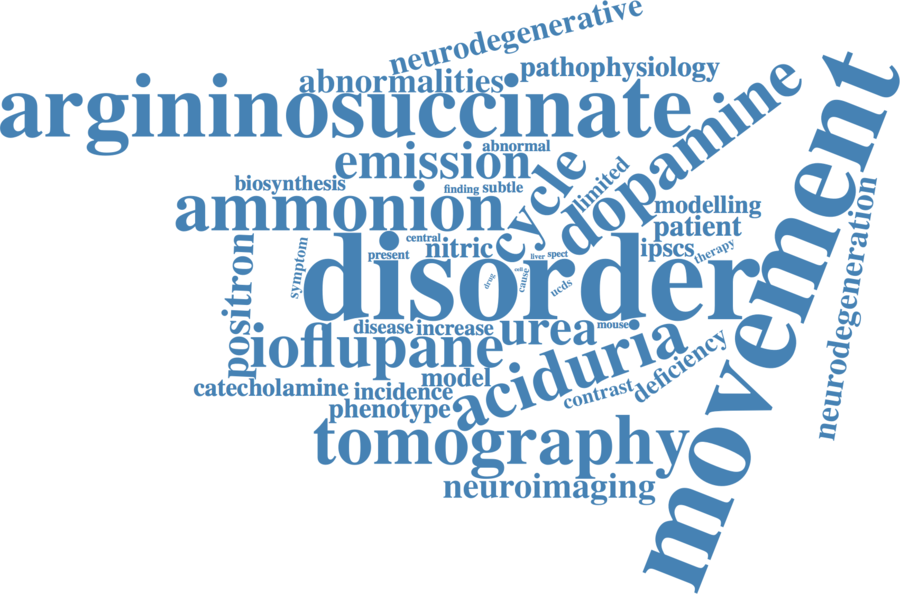 neurodegenerative
abnormalities
pathophysiology
argininosuccinate
dopamine
movement
abnormal
emission
cycle
limited
biosynthesis
finding
subtle
ammonion
modelling
patient
neurodegeneration
positron
symptom
central
present
nitric
liver
spect
ipscs
therapy
cell
drug
cause
ucds
disorder
disease
increase
urea
mouse
ioflupane
aciduria
deficiency
catecholamine
incidence
model
contrast
phenotype
tomography
neuroimaging